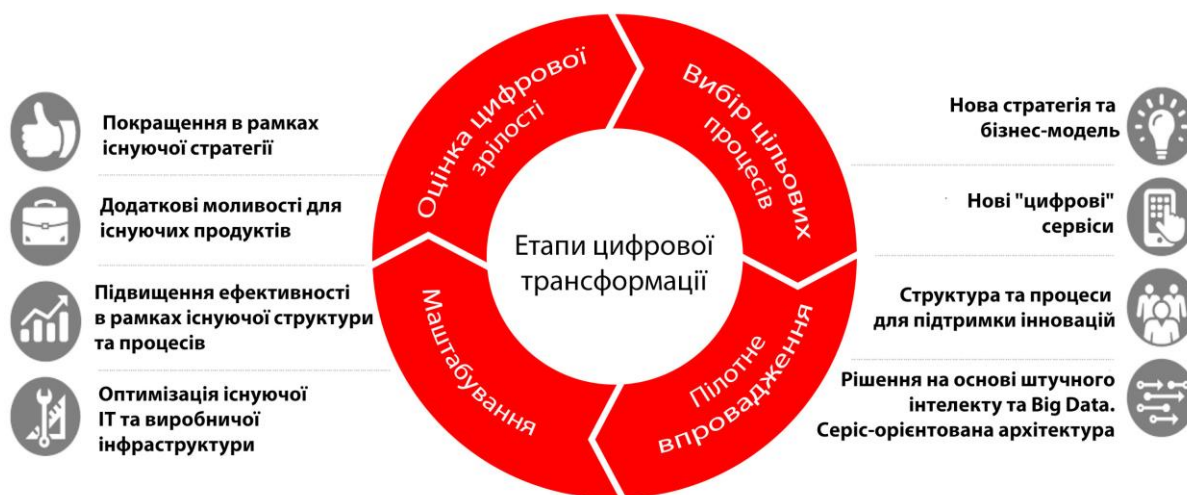 Покращення в рамках
існуючої стратегії
Додаткові моливості для
існуючих продуктів
Підвищення ефективності
в рамках існуючої структури
та процесів
Оптимізація існуючої
ІТ та виробничої
інфраструктури
Оцінка цифрової
зрілості
Вибір цільових
процесів
Етапи цифрової
трансформації
Маштабування
Пілотне
впровадження
Нова стратегія та
бізнес-модель
Нові "цифрові"
сервіси
Структура та процеси
для підтримки інновацій
Рішення на основі штучного
інтелекту та Big Data.
Серіс-орієнтована архітектура